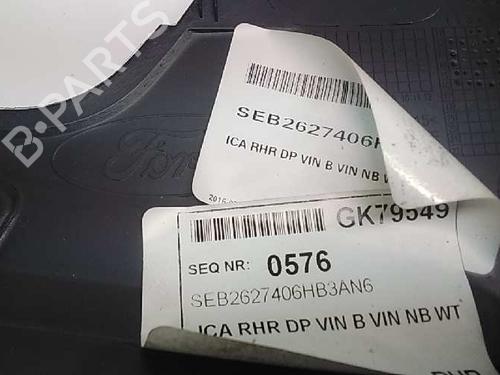 B-PARTS
Ford
SEB2627406H
ICA RHR DP VIN B VIN NB W
GK79549
SEQ NR: 0576
SEB2627406HB3AN6
ICA RHR DP VIN B VIN NB WT